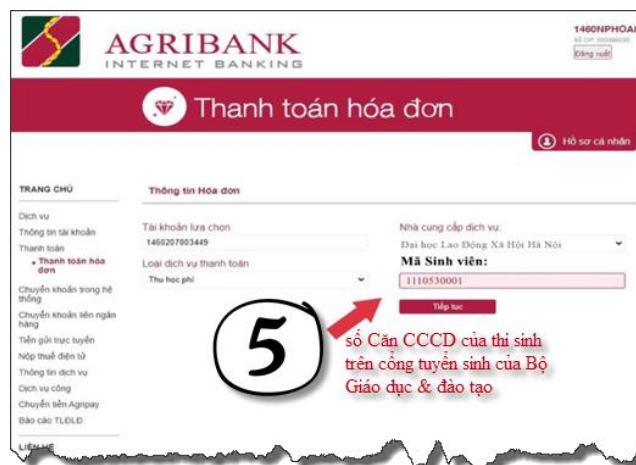 AGRIBANK
INTERNET BANKING
1460NPHOAI
Đăng xuất
Thanh toán hóa đơn
Hồ sơ cá nhân
TRANG CHỦ
Dịch vụ
Thông tin tài khoản
Thanh toán
Thanh toán hóa
đơn
Chuyển khoản trong hệ
thống
Chuyển khoản liên ngân
hàng
Tiền gửi trực tuyến
Nộp thuế điện tử
Thông tin dịch vụ
Dịch vụ công
Chuyển tiền Agripay
Báo cáo TLĐLĐ
LIÊN HỆ
Thông tin Hóa đơn
Tài khoản lựa chọn
1460207003449
Loại dịch vụ thanh toán
Thu học phí
Nhà cung cấp dịch vụ:
Đại học Lao Động Xã Hội Hà Nội
Mã Sinh viên:
1110530001
Tiếp tục
5
số Căn CCCD của thí sinh
trên cổng tuyển sinh của Bộ
Giáo dục & đào tạo